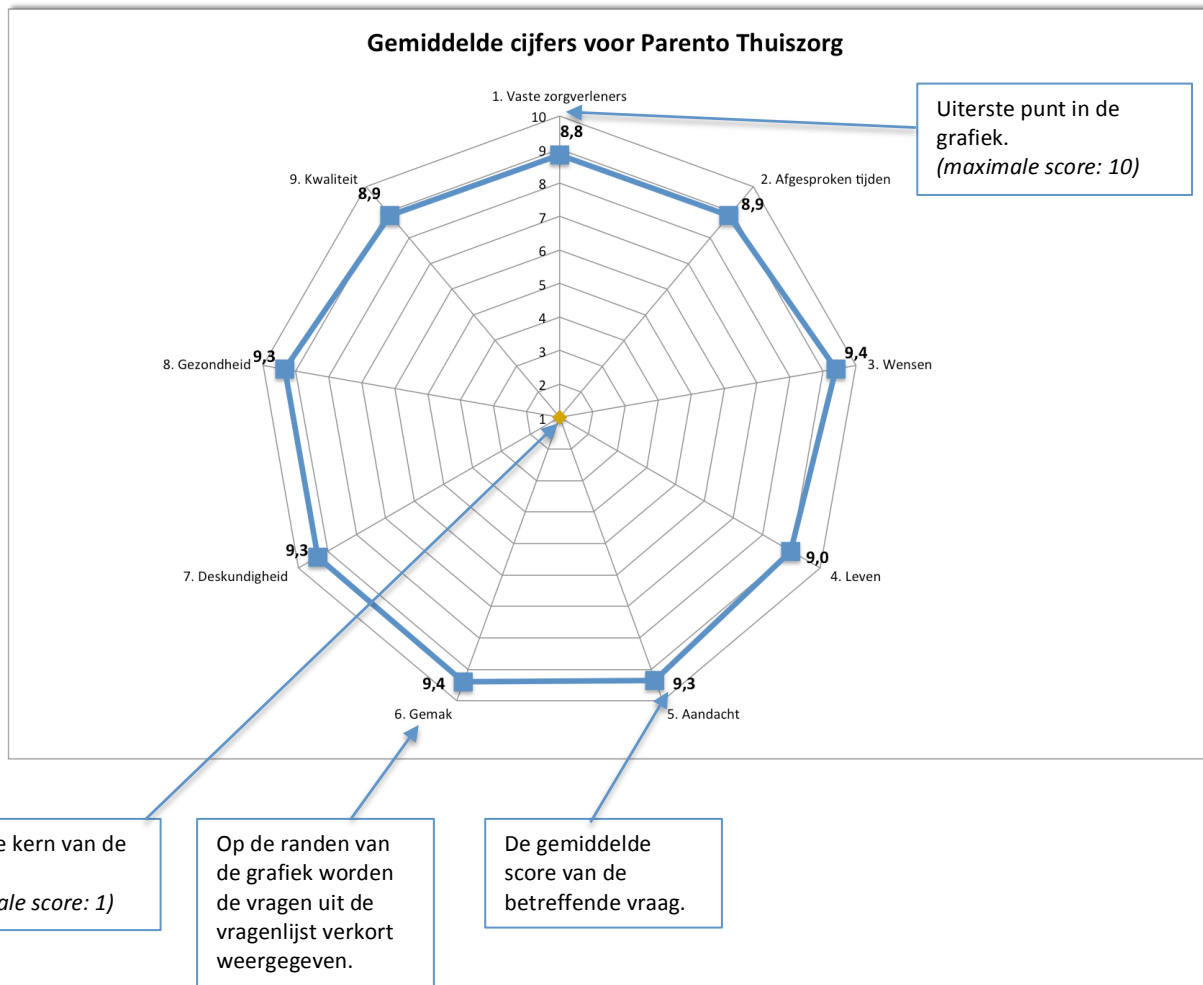 Gemiddelde cijfers voor Parento Thuiszorg
1. Vaste zorgverleners
10
8,8
9
8
7
6
5
4
3
2
1
2. Afgesproken tijden
8,9
9,4
3. Wensen
9,0
4. Leven
9,3
5. Aandacht
9,4
6. Gemak
9,3
7. Deskundigheid
9,3
8. Gezondheid
9. Kwaliteit
8,9
Uiterste punt in de
grafiek.
(maximale score: 10)
kern van de
score: 1)
Op de randen van
de grafiek worden
de vragen uit de
vragenlijst verkort
weergegeven.
De gemiddelde
score van de
betreffende vraag.